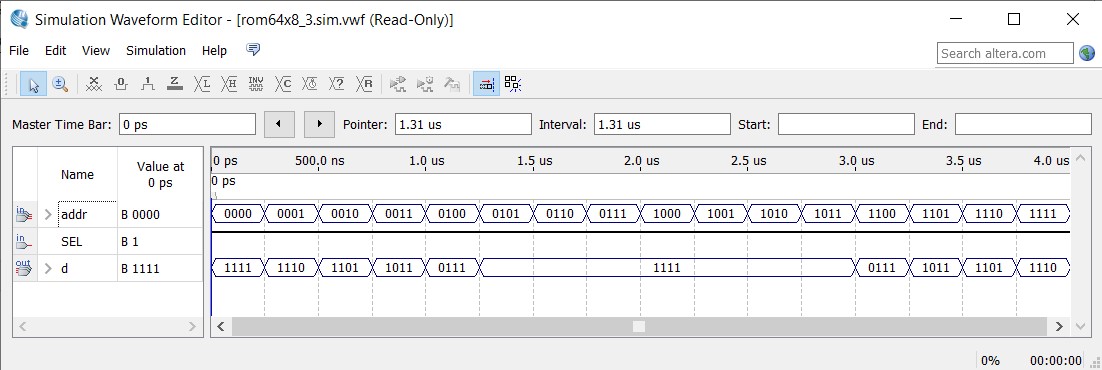 Simulation Waveform Editor - [rom64x8_3.sim.vwf (Read-Only)]
File Edit View Simulation Help
Search altera.com
Master Time Bar: 0 ps Pointer: 1.31 us Interval: 1.31 us Start: End:
Name Value at 0 ps
0 ps 500.0 ns 1.0 us 1.5 us 2.0 us 2.5 us 3.0 us 3.5 us 4.0 us
0 ps
in addr B 0000 0000 0001 0010 0011 0100 0101 0110 0111 1000 1001 1010 1011 1100 1101 1110 1111
in SEL B 1
out d B 1111 1111 1110 1101 1011 0111 1111 0111 1011 1101 1110
0% 00:00:00